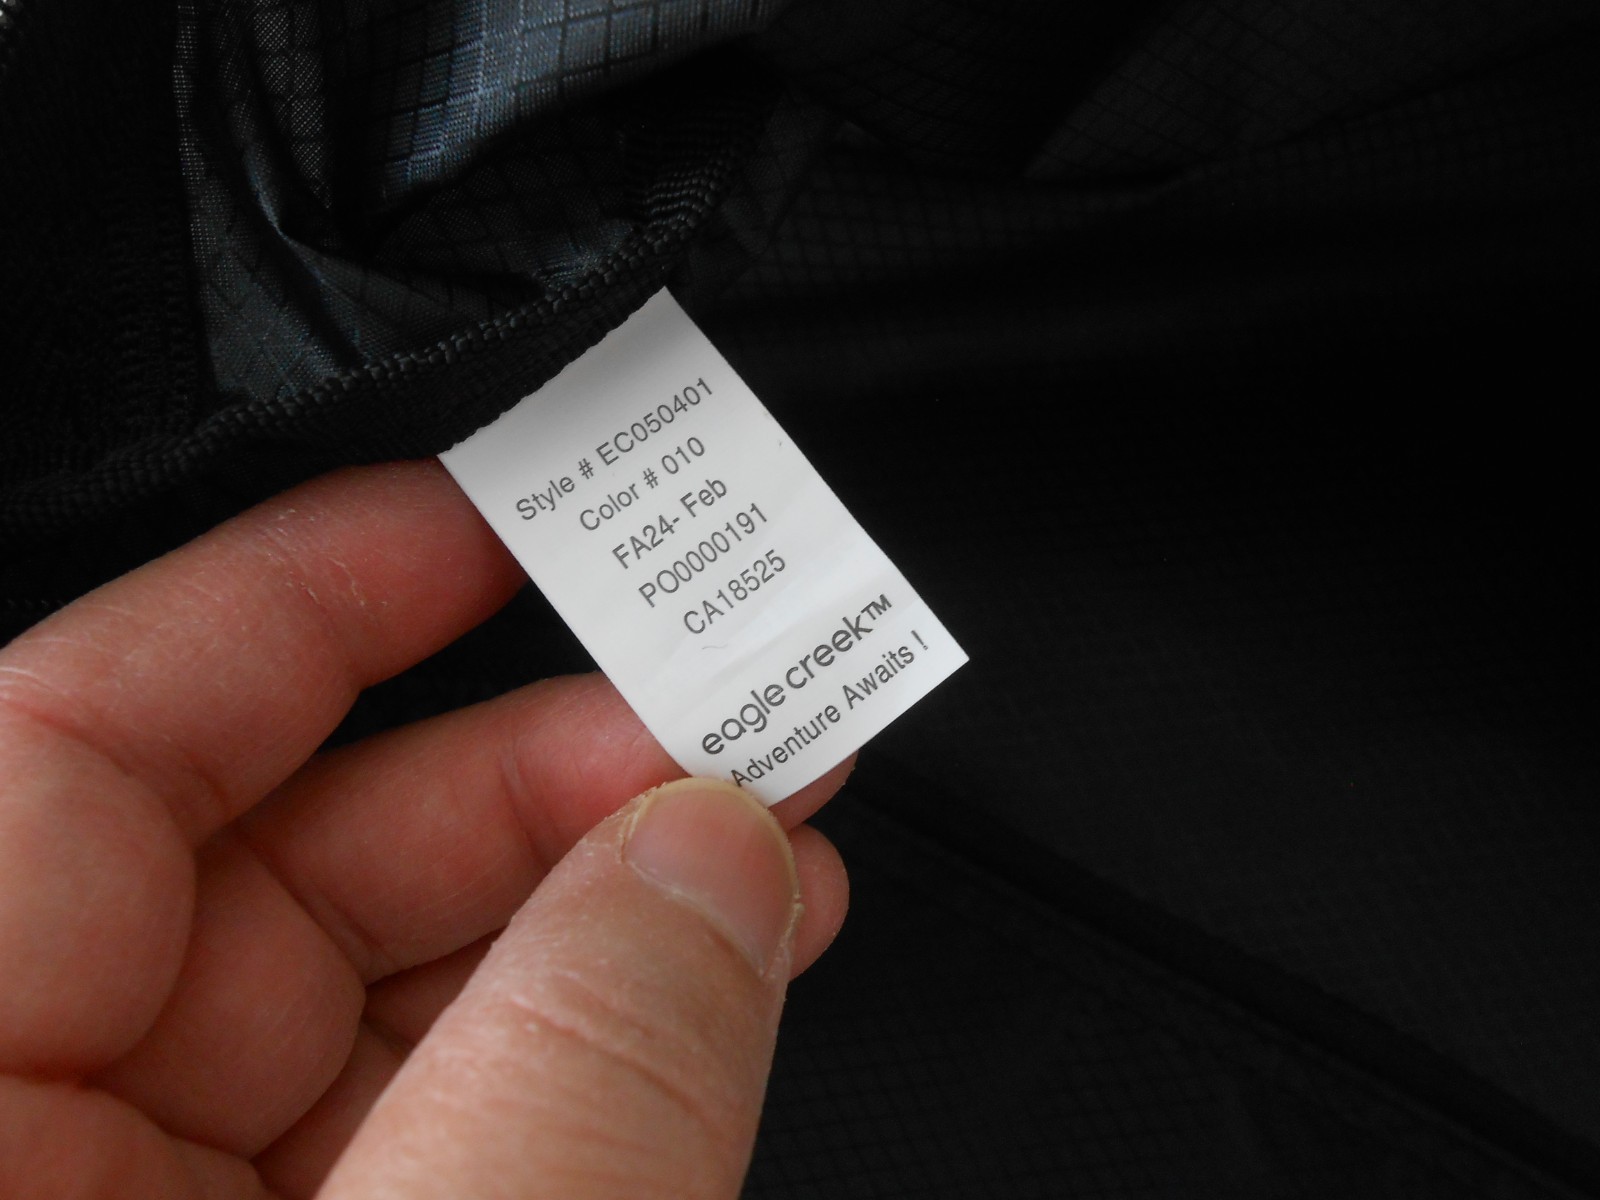 Style # EC050401
Color # 010
FA24- Feb
PO0000191
CA18525
eagle creek™
Adventure Awaits !